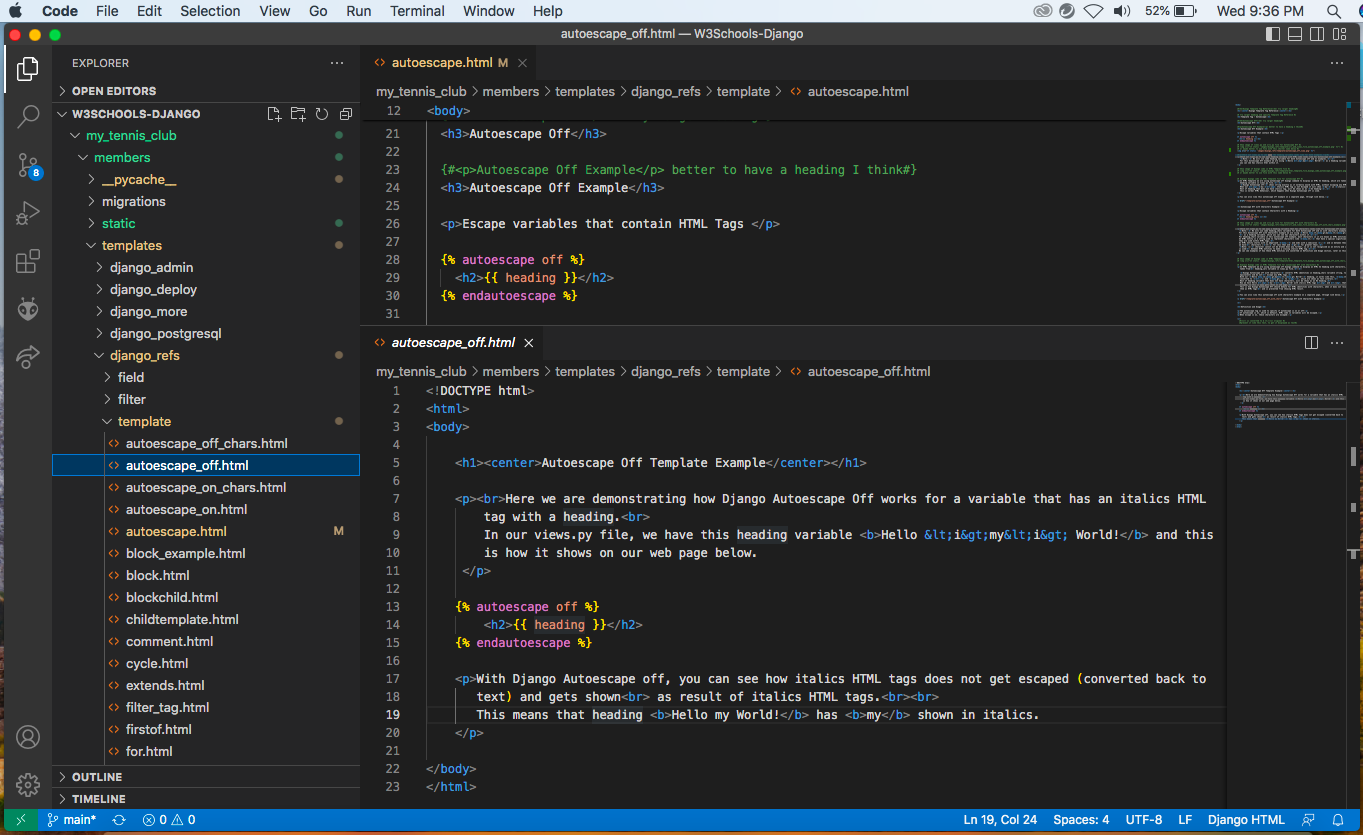 Code File Edit Selection View Go Run Terminal Window Help 52% Wed 9:36 PM
autoescape_off.html — W3Schools-Django
EXPLORER
OPEN EDITORS
W3SCHOOLS-DJANGO
my_tennis_club
members
__pycache__
migrations
static
templates
django_admin
django_deploy
django_more
django_postgresql
django_refs
field
filter
template
autoescape_off_chars.html
autoescape_off.html
autoescape_on_chars.html
autoescape_on.html
autoescape.html M
block_example.html
block.html
blockchild.html
childtemplate.html
comment.html
cycle.html
extends.html
filter_tag.html
firstof.html
for.html
OUTLINE
TIMELINE
8
autoescape.html M
my_tennis_club > members > templates > django_refs > template > autoescape.html
12 <body>
21 <h3>Autoescape Off</h3>
22
23 {#<p>Autoescape Off Example</p> better to have a heading I think#}
24 <h3>Autoescape Off Example</h3>
25
26 <p>Escape variables that contain HTML Tags </p>
27
28 {% autoescape off %}
29 <h2>{{ heading }}</h2>
30 {% endautoescape %}
31
autoescape_off.html
my_tennis_club > members > templates > django_refs > template > autoescape_off.html
1 <!DOCTYPE html>
2 <html>
3 <body>
4
5 <h1><center>Autoescape Off Template Example</center></h1>
6
7 <p><br>Here we are demonstrating how Django Autoescape Off works for a variable that has an italics HTML
8 tag with a heading.<br>
9 In our views.py file, we have this heading variable <b>Hello &lt;i&gt;my&lt;i&gt; World!</b> and this
10 is how it shows on our web page below.
11 </p>
12
13 {% autoescape off %}
14 <h2>{{ heading }}</h2>
15 {% endautoescape %}
16
17 <p>With Django Autoescape off, you can see how italics HTML tags does not get escaped (converted back to
18 text) and gets shown<br> as result of italics HTML tags.<br><br>
19 This means that heading <b>Hello my World!</b> has <b>my</b> shown in italics.
20 </p>
21
22 </body>
23 </html>
main* 0 0 Ln 19, Col 24 Spaces: 4 UTF-8 LF Django HTML